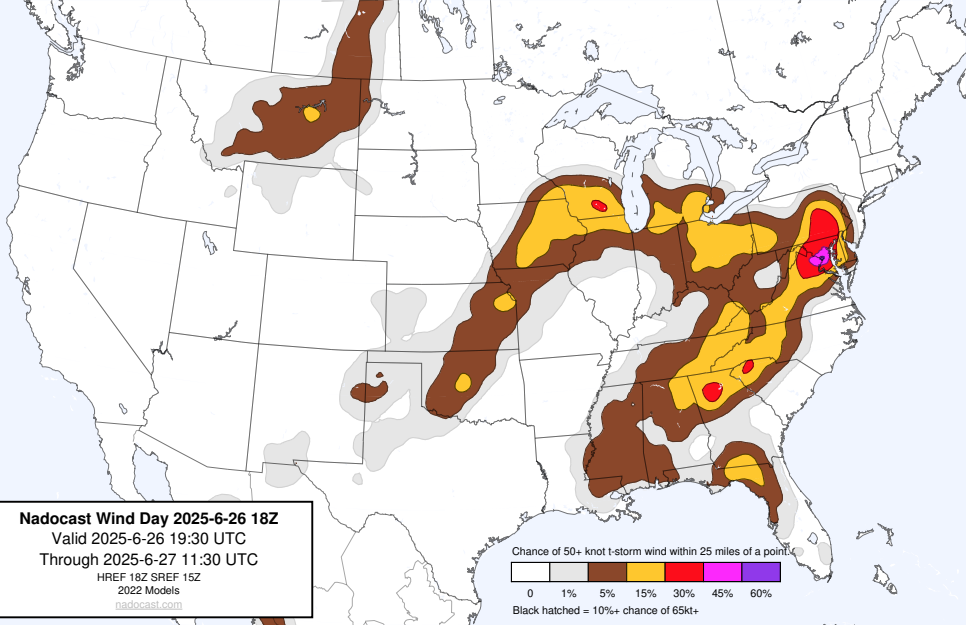 Nadocast Wind Day 2025-6-26 18Z
Valid 2025-6-26 19:30 UTC
Through 2025-6-27 11:30 UTC
HREF 18Z SREF 15Z
2022 Models
nadocast.com
Chance of 50+ knot t-storm wind within 25 miles of a point.
0 1% 5% 15% 30% 45% 60%
Black hatched = 10%+ chance of 65kt+